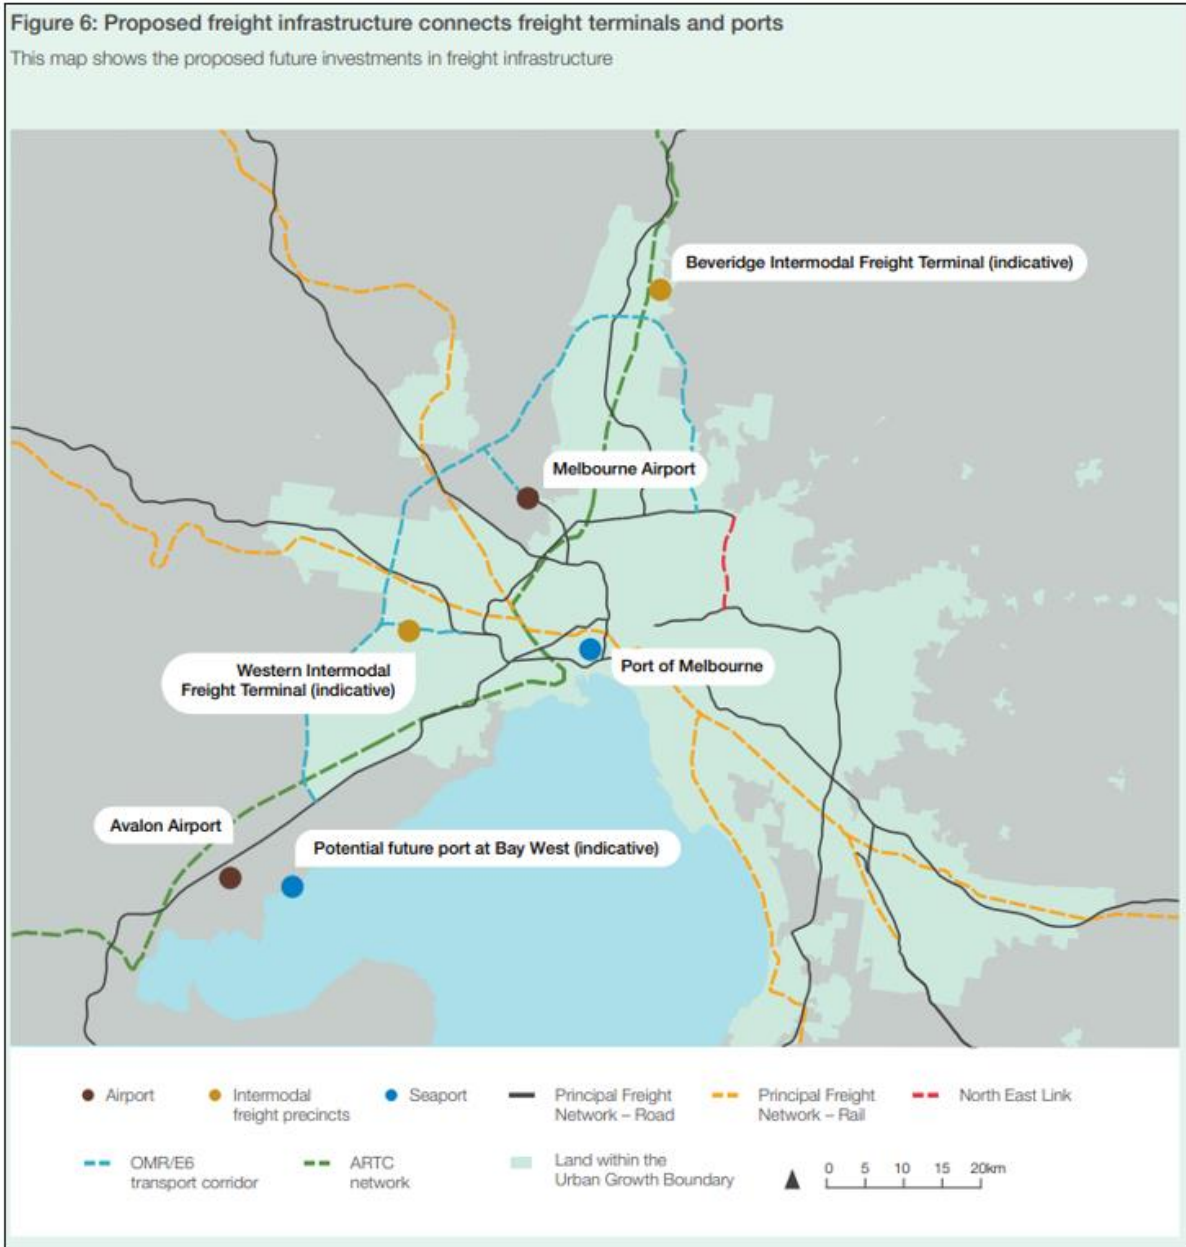 Figure 6: Proposed freight infrastructure connects freight terminals and ports
This map shows the proposed future investments in freight infrastructure
Beveridge Intermodal Freight Terminal (indicative)
Melbourne Airport
Western Intermodal
Freight Terminal (indicative)
Port of Melbourne
Avalon Airport
Potential future port at Bay West (indicative)
Airport
Intermodal
freight precincts
Seaport
Principal Freight
Network – Road
Principal Freight
Network – Rail
North East Link
OMR/E6
transport corridor
ARTC
network
Land within the
Urban Growth Boundary
0 5 10 15 20km